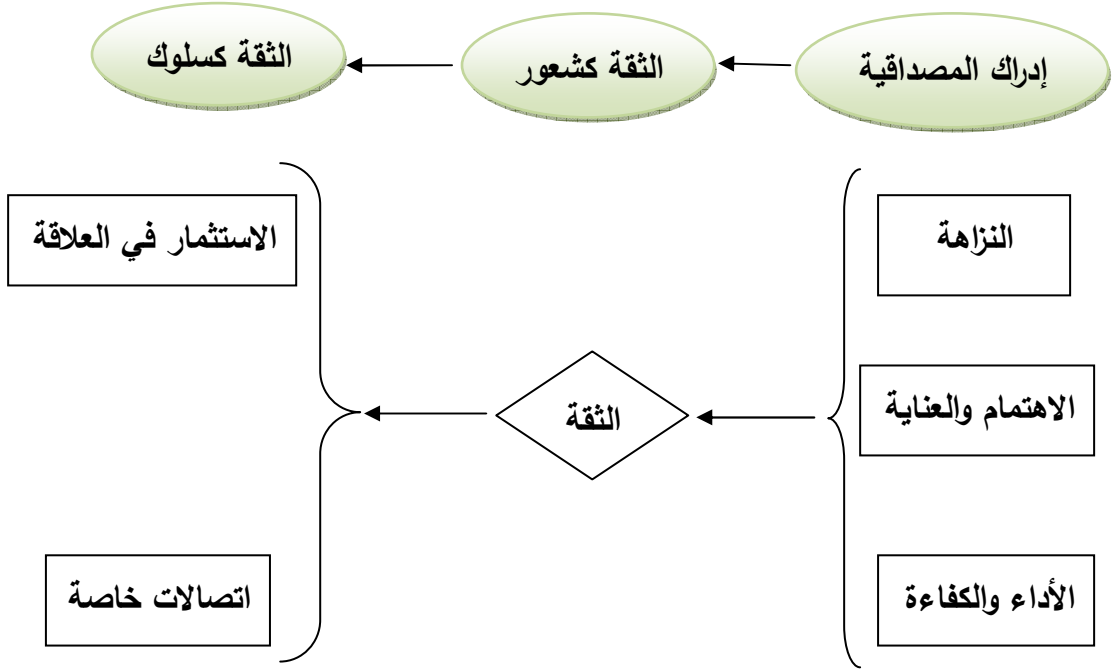 إدراك المصداقية
الثقة كشعور
الثقة كسلوك
النزاهة
الاستثمار في العلاقة
الاهتمام والعناية
الثقة
الأداء والكفاءة
اتصالات خاصة